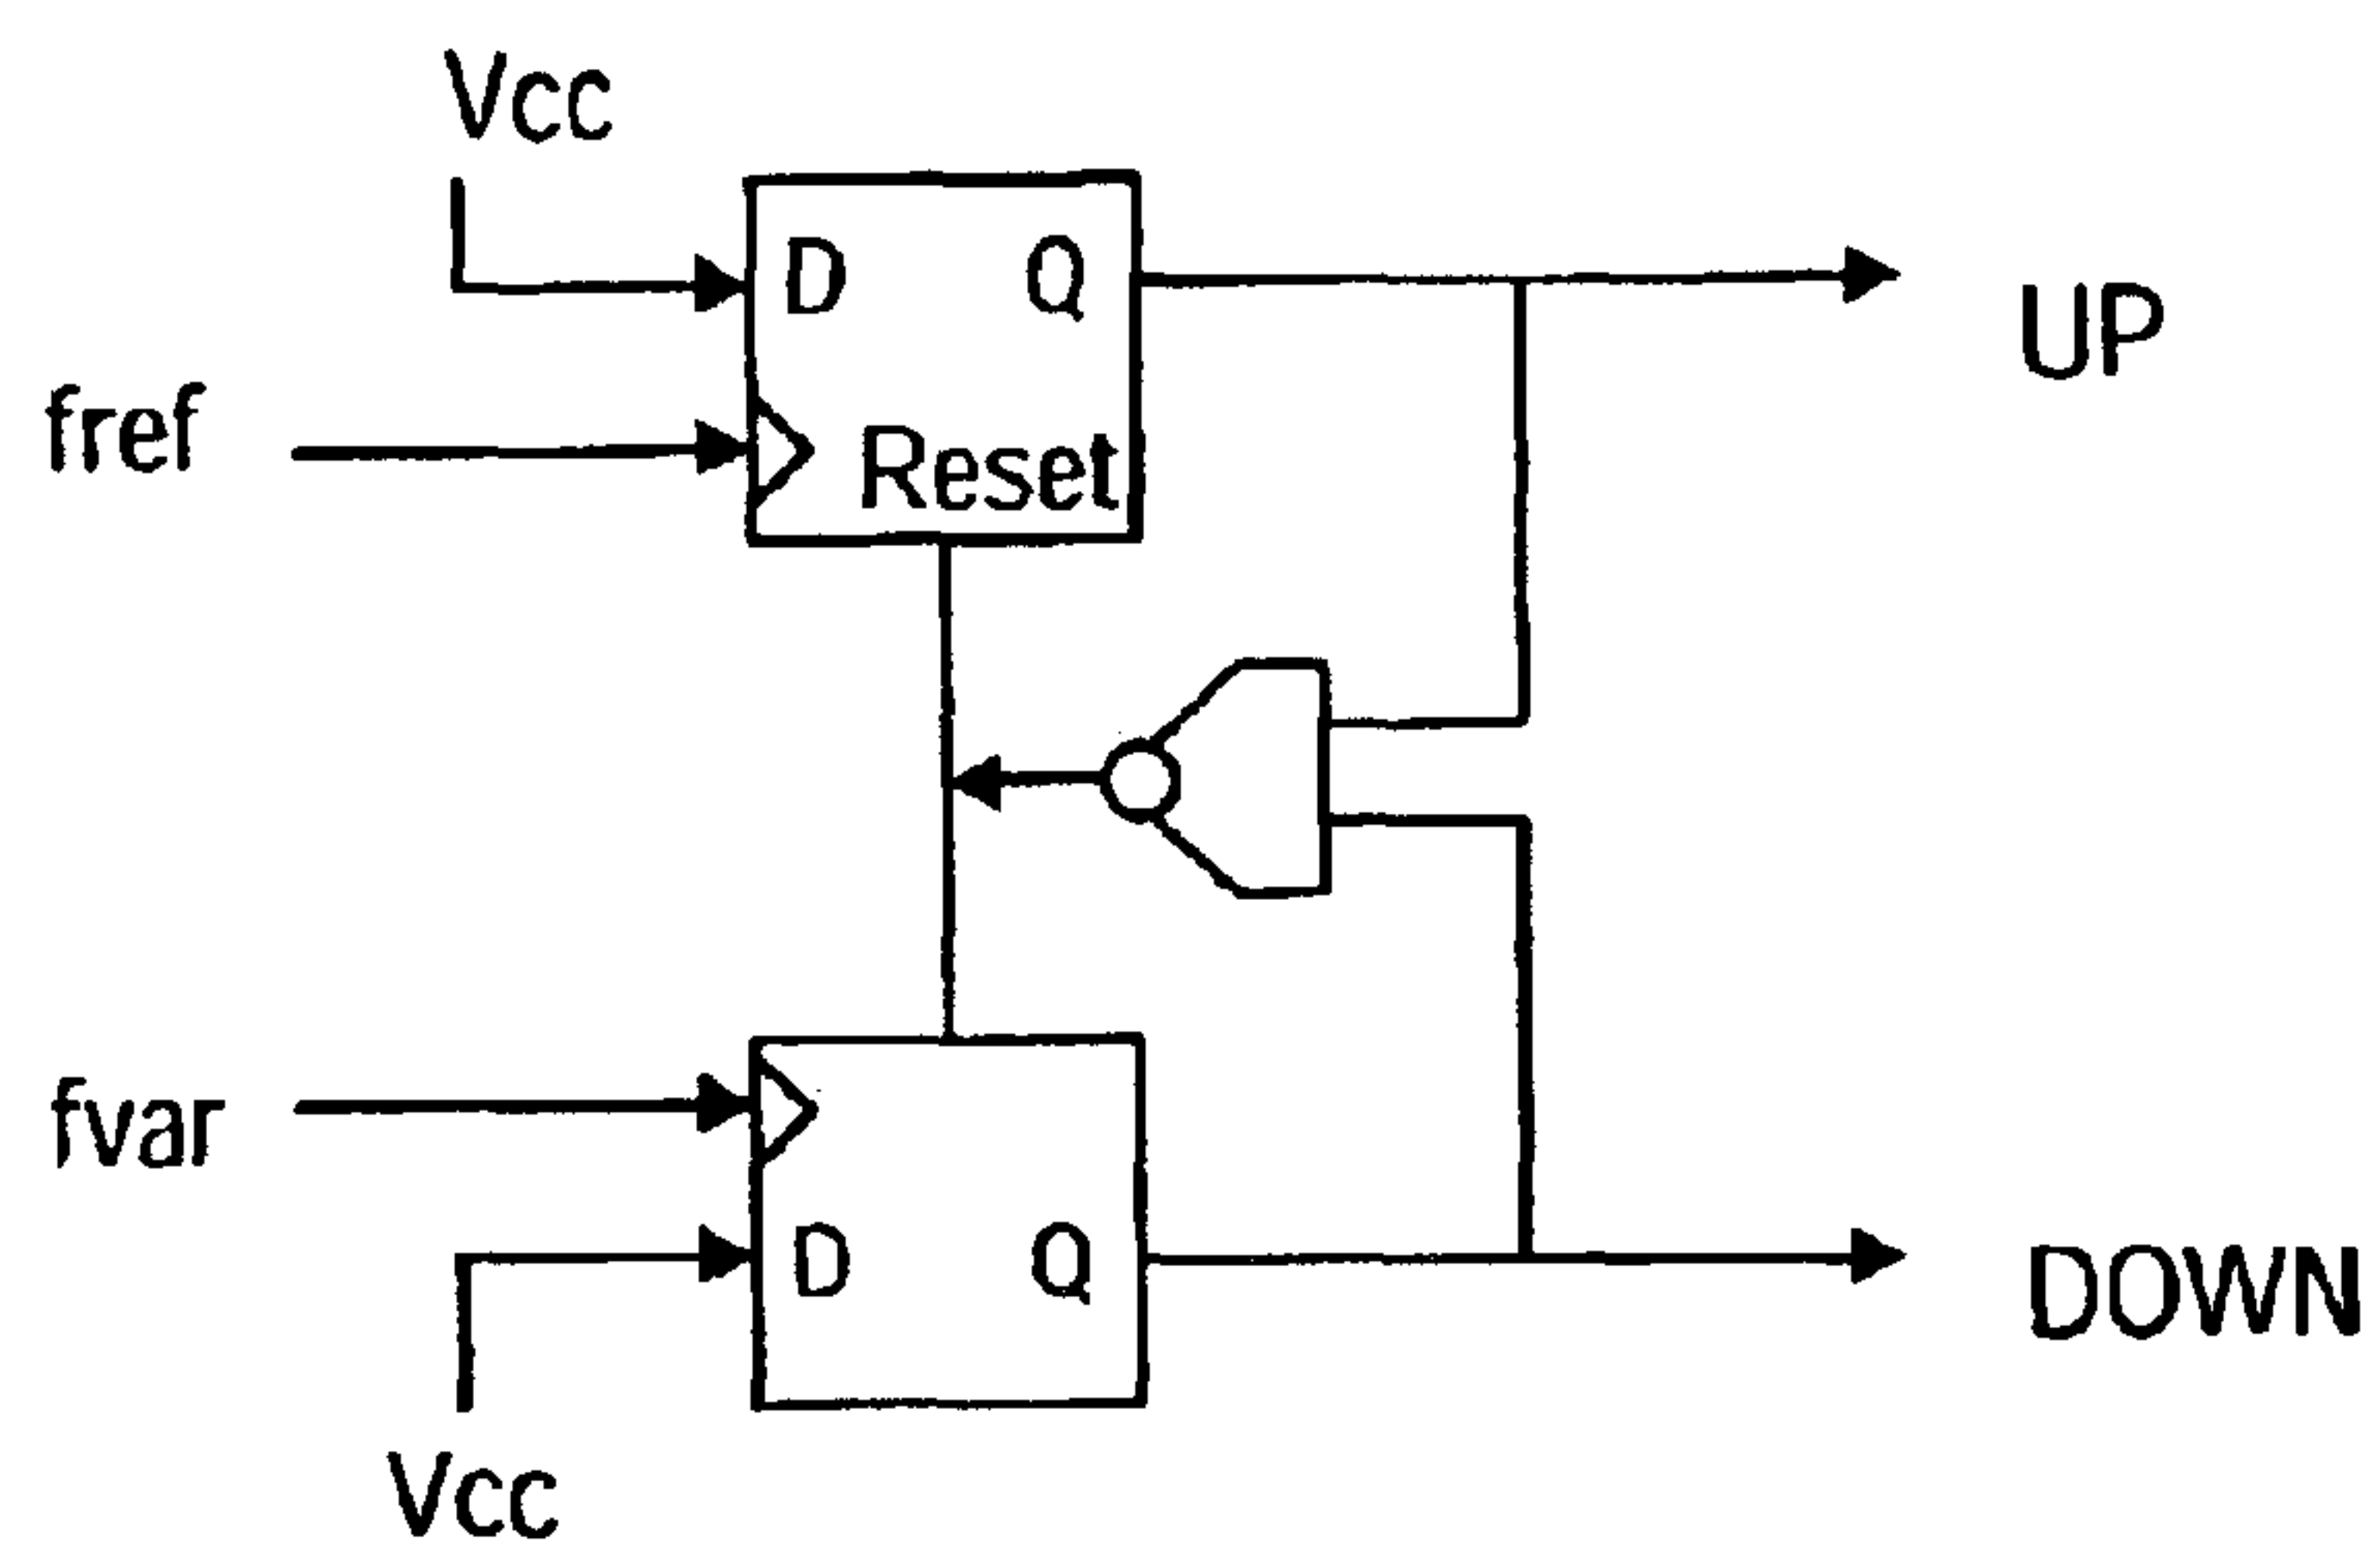 Vcc
D Q
UP
fref
Reset
fvar
D Q
DOWN
Vcc